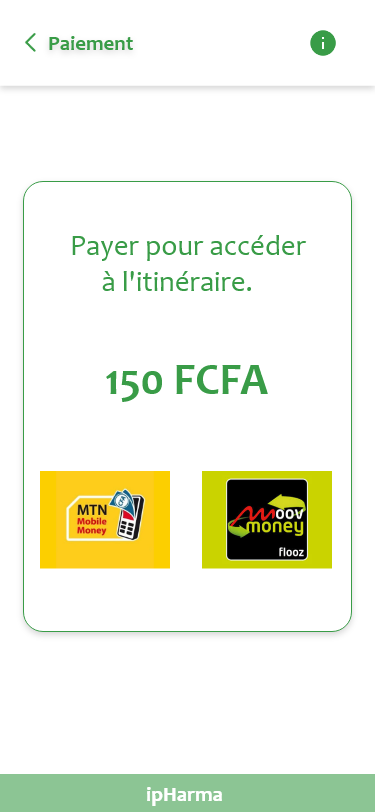 Paiement
Payer pour accéder
à l'itinéraire.
150 FCFA
MTN
Mobile
Money
moov
money
flooz
ipHarma